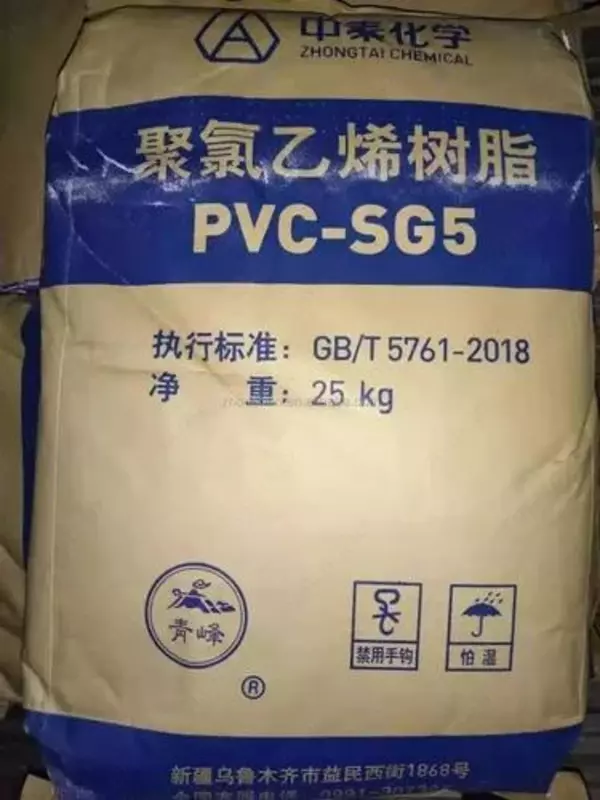 中泰化学
ZHONGTAI CHEMICAL
聚氯乙烯树脂
PVC-SG5
执行标准：GB/T 5761-2018
净 重：25 kg
青峰
®
禁用手钩
怕湿
新疆乌鲁木齐市益民西街1868号